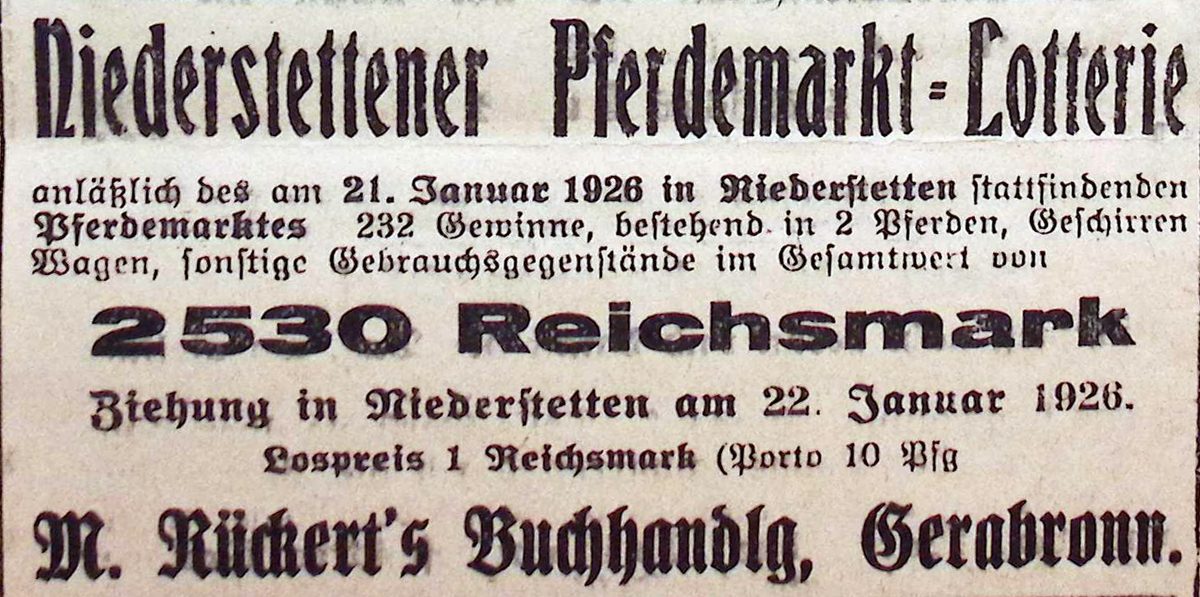 Niederstettener Pferdemarkt-Lotterie
anläßlich des am 21. Januar 1926 in Niederstetten stattfindenden
Pferdemarktes 232 Gewinne, bestehend in 2 Pferden, Geschirren
Wagen, sonstige Gebrauchsgegenstände im Gesamtwert von
2530 Reichsmark
Ziehung in Niederstetten am 22. Januar 1926.
Lospreis 1 Reichsmark (Porto 10 Pfg
M. Rückert's Buchhandlg, Gerabronn.